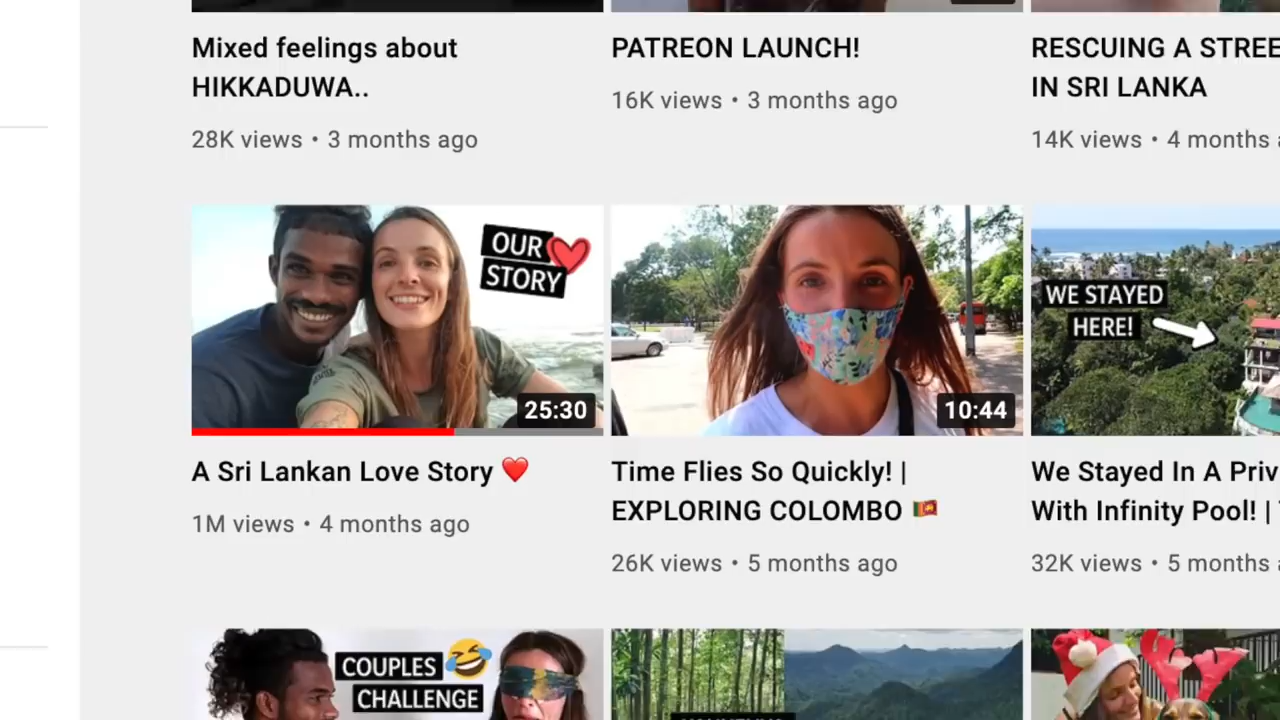 Mixed feelings about
HIKKADUWA..
28K views • 3 months ago
PATREON LAUNCH!
16K views • 3 months ago
RESCUING A STREE
IN SRI LANKA
14K views • 4 months
OUR
STORY
25:30
A Sri Lankan Love Story ❤️
1M views • 4 months ago
10:44
Time Flies So Quickly! |
EXPLORING COLOMBO 🇱🇰
26K views • 5 months ago
WE STAYED
HERE!
We Stayed In A Priv
With Infinity Pool! |
32K views • 5 months
COUPLES
CHALLENGE